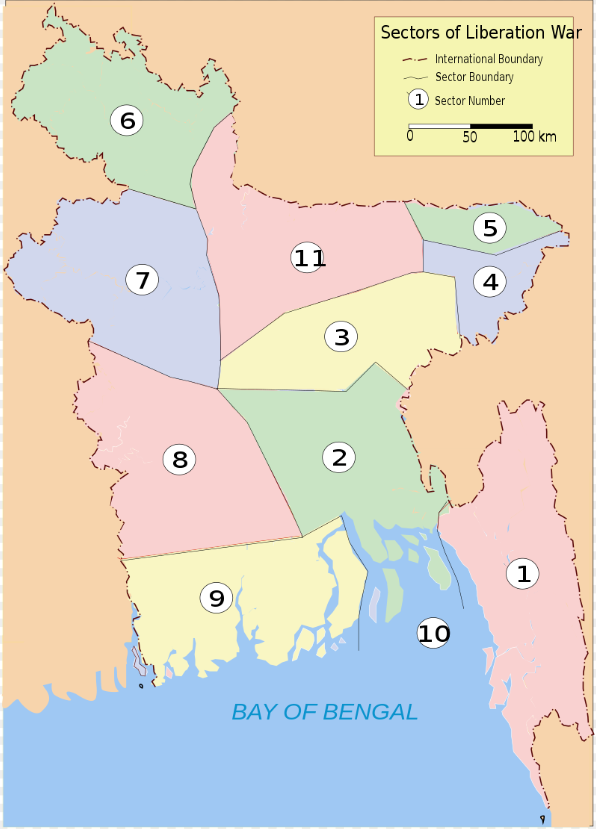 Sectors of Liberation War
International Boundary
Sector Boundary
1 Sector Number
0 50 100 km
6
5
11
7
4
3
2
8
1
9
10
BAY OF BENGAL